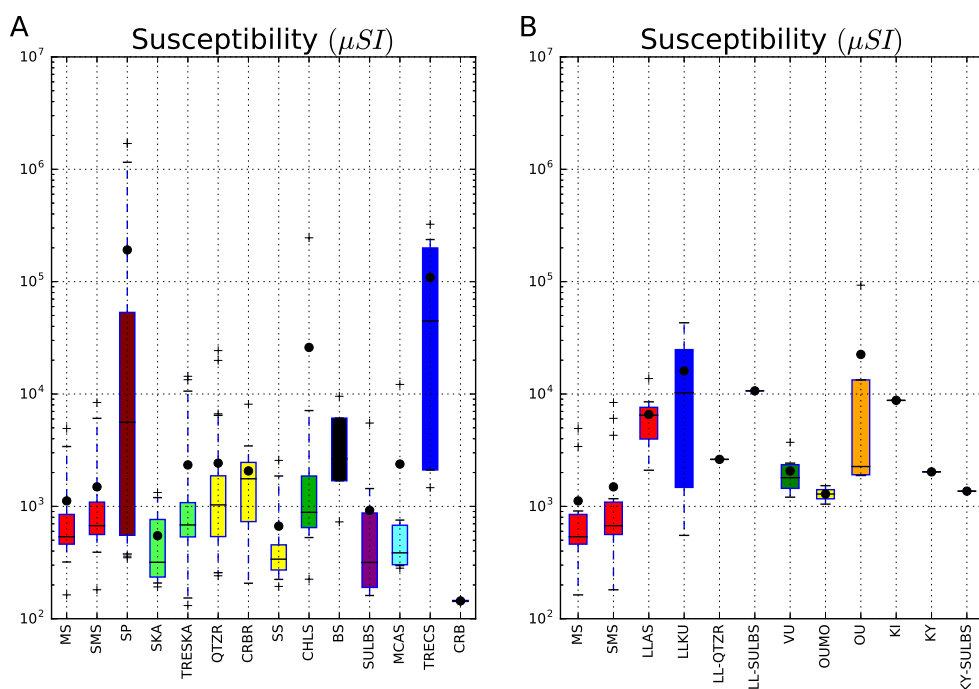 A
Susceptibility (μSI)
10^7
10^6
10^5
10^4
10^3
10^2
MS
SMS
SP
SKA
TRESKA
QTZR
CRBR
SS
CHLS
BS
SULBS
MCAS
TRECS
CRB
B
Susceptibility (μSI)
10^7
10^6
10^5
10^4
10^3
10^2
MS
SMS
LLAS
LLKU
LL-QTZR
LL-SULBS
VU
OUMO
OU
KI
KY
KY-SULBS